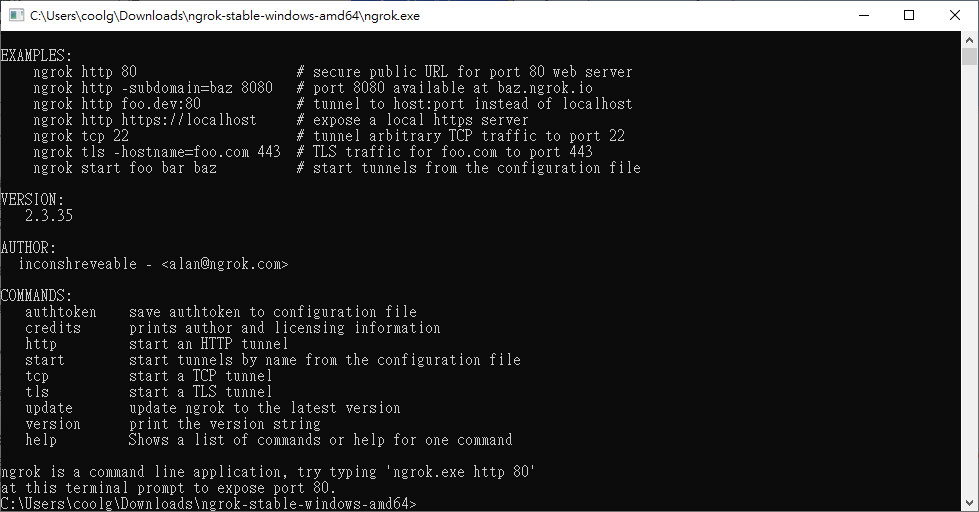 C:\Users\coolg\Downloads\ngrok-stable-windows-amd64\ngrok.exe
EXAMPLES:
    ngrok http 80                    # secure public URL for port 80 web server
    ngrok http -subdomain=baz 8080   # port 8080 available at baz.ngrok.io
    ngrok http foo.dev:80            # tunnel to host:port instead of localhost
    ngrok http https://localhost     # expose a local https server
    ngrok tcp 22                     # tunnel arbitrary TCP traffic to port 22
    ngrok tls -hostname=foo.com 443  # TLS traffic for foo.com to port 443
    ngrok start foo bar baz          # start tunnels from the configuration file
VERSION:
   2.3.35
AUTHOR:
  inconshreveable - <alan@ngrok.com>
COMMANDS:
   authtoken    save authtoken to configuration file
   credits      prints author and licensing information
   http         start an HTTP tunnel
   start        start tunnels by name from the configuration file
   tcp          start a TCP tunnel
   tls          start a TLS tunnel
   update       update ngrok to the latest version
   version      print the version string
   help         Shows a list of commands or help for one command
ngrok is a command line application, try typing 'ngrok.exe http 80'
at this terminal prompt to expose port 80.
C:\Users\coolg\Downloads\ngrok-stable-windows-amd64>